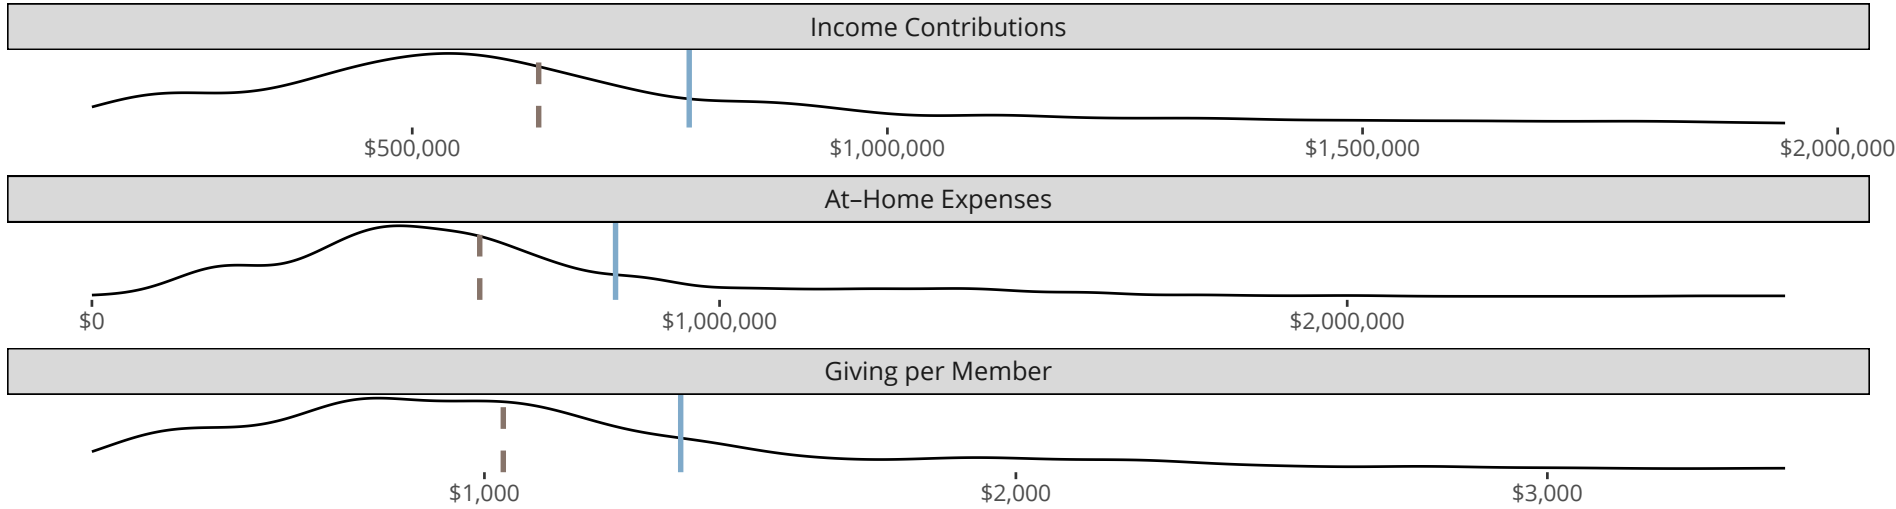 Income Contributions
$500,000 $1,000,000 $1,500,000 $2,000,000
At–Home Expenses
$0 $1,000,000 $2,000,000
Giving per Member
$1,000 $2,000 $3,000